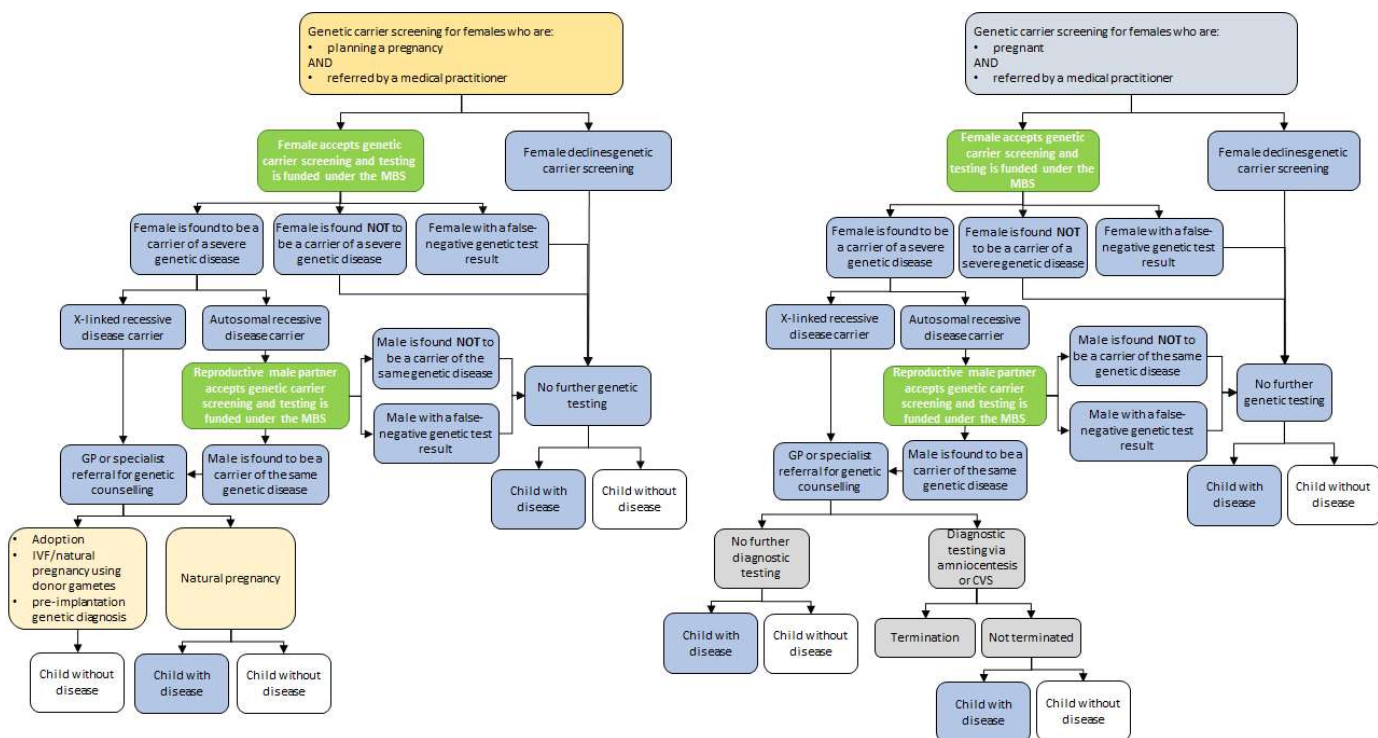 Genetic carrier screening for females who are:
• planning a pregnancy
AND
• referred by a medical practitioner
Female accepts genetic
carrier screening and testing
is funded under the MBS
Female declines genetic
carrier screening
Female is found to be a
carrier of a severe
genetic disease
Female is found NOT to
be a carrier of a severe
genetic disease
Female with a false-
negative genetic test
result
X-linked recessive
disease carrier
Autosomal recessive
disease carrier
Reproductive male partner
accepts genetic carrier
screening and testing is
funded under the MBS
Male is found NOT to
be a carrier of the
same genetic disease
Male with a false-
negative genetic test
result
No further genetic
testing
GP or specialist
referral for genetic
counselling
Male is found to be a
carrier of the same
genetic disease
Child with
disease
Child without
disease
• Adoption
• IVF/natural
pregnancy using
donor gametes
• pre-implantation
genetic diagnosis
Natural pregnancy
Child without
disease
Child with
disease
Child without
disease
Genetic carrier screening for females who are:
• pregnant
AND
• referred by a medical practitioner
Female accepts genetic
carrier screening and
testing is funded under the
MBS
Female declines genetic
carrier screening
Female is found to be
a carrier of a severe
genetic disease
Female is found NOT
to be a carrier of a
severe genetic disease
Female with a false-
negative genetic test
result
X-linked recessive
disease carrier
Autosomal recessive
disease carrier
Reproductive male partner
accepts genetic carrier
screening and testing is
funded under the MBS
Male is found NOT to
be a carrier of the same
genetic disease
Male with a false-
negative genetic test
result
No further
genetic testing
GP or specialist
referral for genetic
counselling
Male is found to be a
carrier of the same
genetic disease
Child with
disease
Child without
disease
No further
diagnostic
testing
Diagnostic
testing via
amniocentesis
or CVS
Child with
disease
Child without
disease
Termination
Not terminated
Child with
disease
Child without
disease